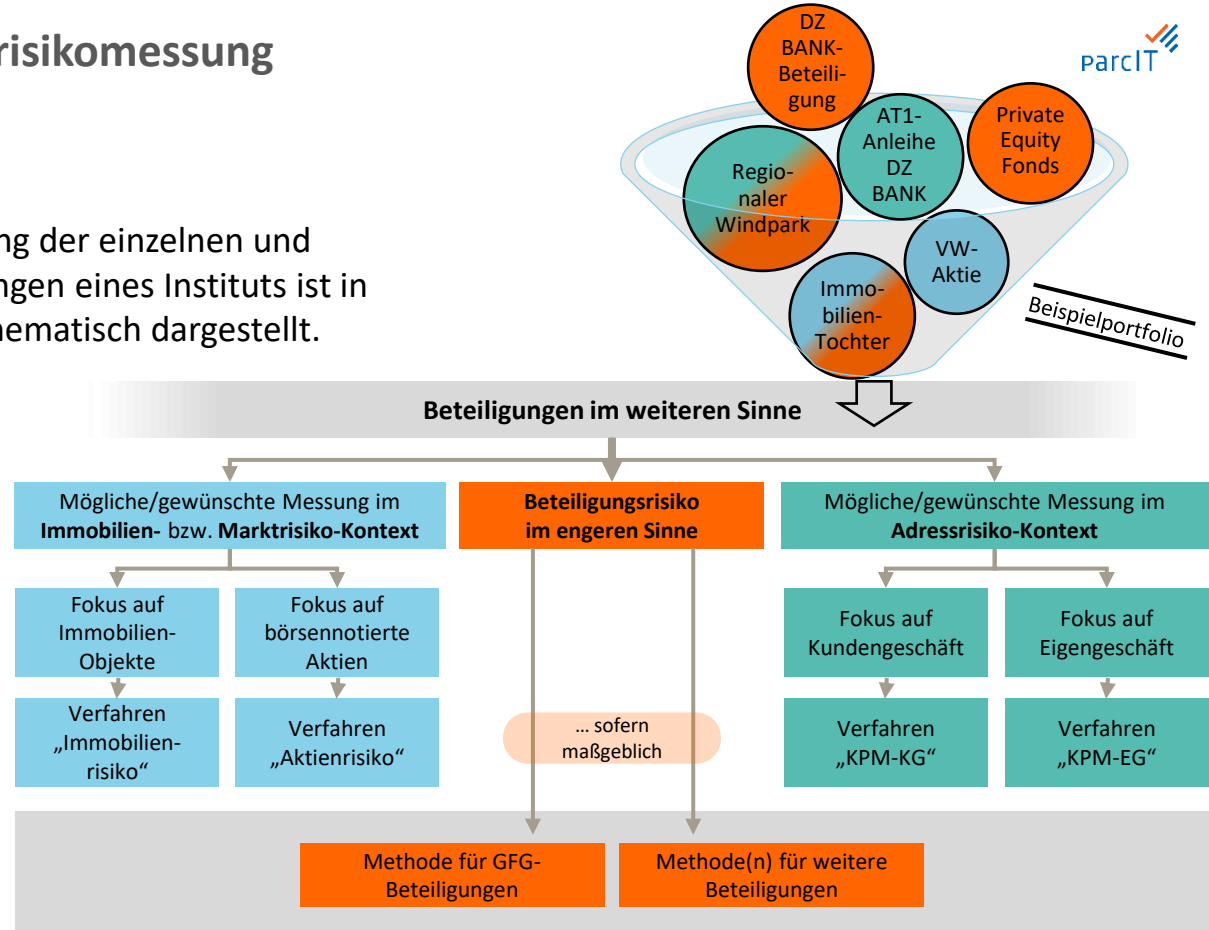 risikomessung
parcIT
DZ
BANK-
Beteili-
gung
AT1-
Anleihe
DZ
BANK
Private
Equity
Fonds
Regio-
naler
Windpark
VW-
Aktie
Immo-
bilien-
Tochter
Beispielportfolio
ng der einzelnen und
ngen eines Instituts ist in
hematisch dargestellt.
Beteiligungen im weiteren Sinne
Mögliche/gewünschte Messung im
Immobilien- bzw. Marktrisiko-Kontext
Beteiligungsrisiko
im engeren Sinne
Mögliche/gewünschte Messung im
Adressrisiko-Kontext
Fokus auf
Immobilien-
Objekte
Fokus auf
börsennotierte
Aktien
Fokus auf
Kundengeschäft
Fokus auf
Eigengeschäft
Verfahren
„Immobilien-
risiko“
Verfahren
„Aktienrisiko“
... sofern
maßgeblich
Verfahren
„KPM-KG“
Verfahren
„KPM-EG“
Methode für GFG-
Beteiligungen
Methode(n) für weitere
Beteiligungen